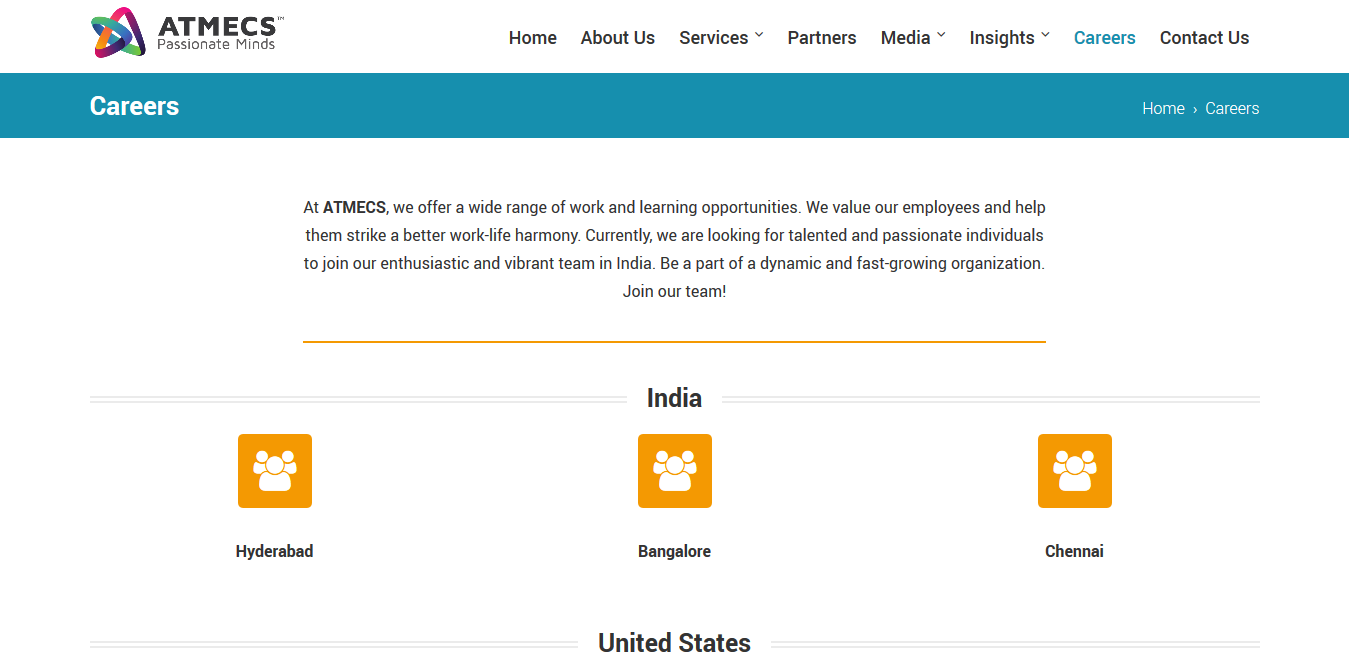 ATMECS™
Passionate Minds
Home About Us Services Partners Media Insights Careers Contact Us
Careers
Home › Careers
At ATMECS, we offer a wide range of work and learning opportunities. We value our employees and help
them strike a better work-life harmony. Currently, we are looking for talented and passionate individuals
to join our enthusiastic and vibrant team in India. Be a part of a dynamic and fast-growing organization.
Join our team!
India
Hyderabad Bangalore Chennai
United States